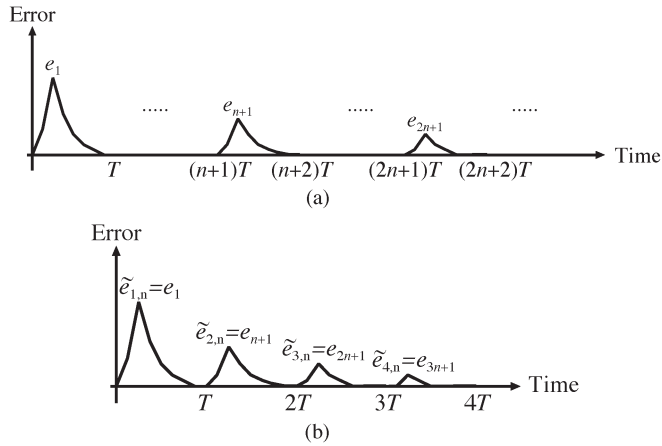 Error
e₁
.....
eₙ₊₁
.....
e₂ₙ₊₁
.....
T
(n+1)T
(n+2)T
(2n+1)T
(2n+2)T
Time
(a)
Error
ẽ₁,ₙ=e₁
ẽ₂,ₙ=eₙ₊₁
ẽ₃,ₙ=e₂ₙ₊₁
ẽ₄,ₙ=e₃ₙ₊₁
T
2T
3T
4T
Time
(b)